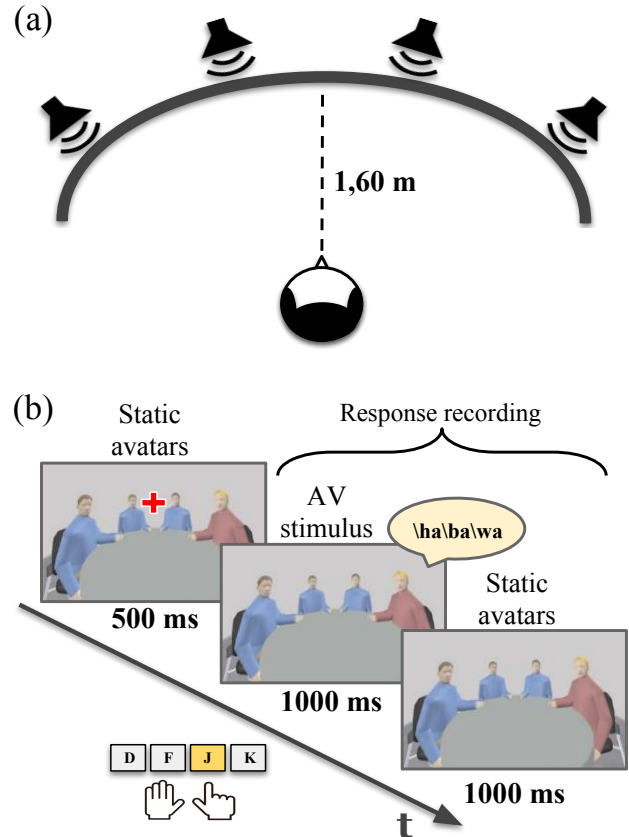 (a)
1,60 m
(b)
Static
avatars
Response recording
AV
stimulus
\ha\ba\wa
Static
avatars
500 ms
1000 ms
D F J K
1000 ms
t